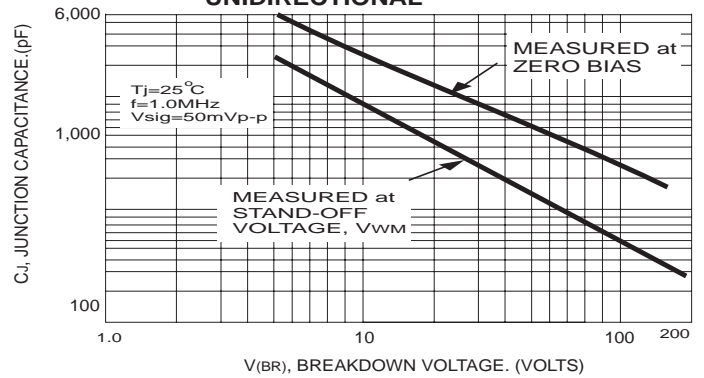 UNIDIRECTIONAL
6,000
1,000
100
CJ, JUNCTION CAPACITANCE.(pF)
Tj=25°C
f=1.0MHz
Vsig=50mVp-p
MEASURED at
ZERO BIAS
MEASURED at
STAND-OFF
VOLTAGE, VWM
1.0
10
100
200
V(BR), BREAKDOWN VOLTAGE. (VOLTS)